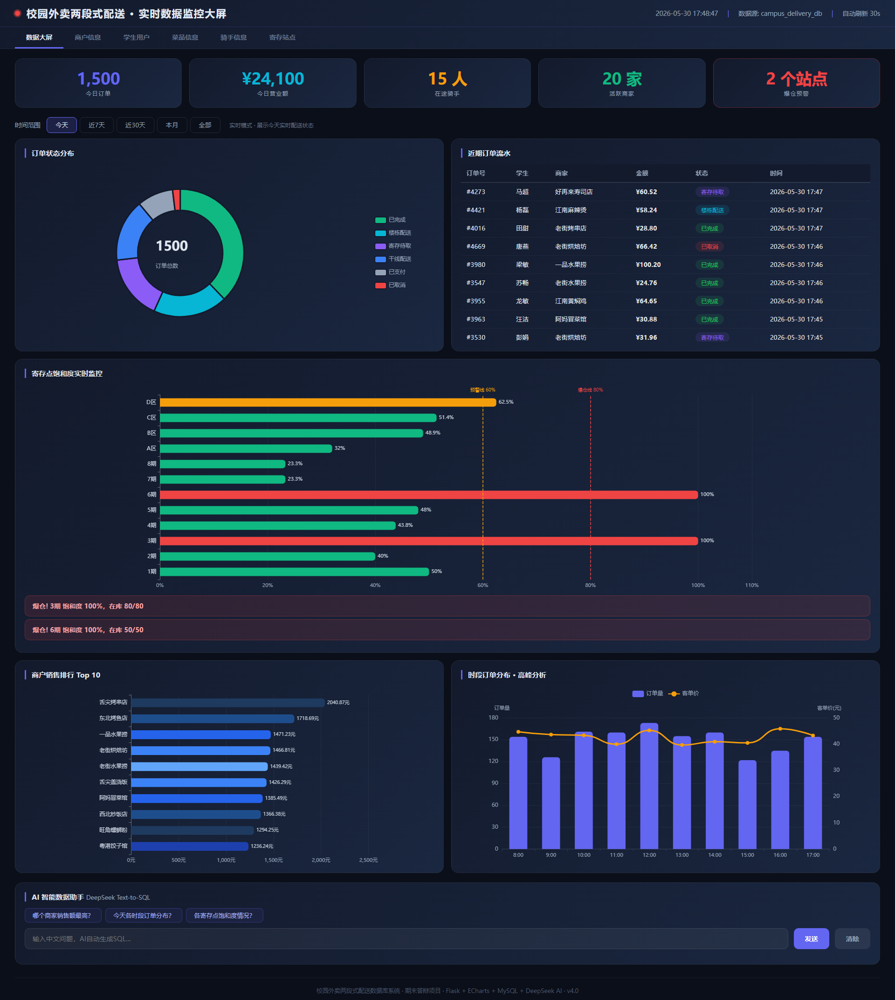 校园外卖两段式配送 • 实时数据监控大屏
2026-05-30 17:48:47 | 数据源: campus_delivery_db | 自动刷新 30s
数据大屏 商户信息 学生用户 菜品信息 骑手信息 寄存站点
1,500
今日订单
¥24,100
今日营业额
15 人
在途骑手
20 家
活跃商家
2 个站点
爆仓预警
时间范围 今天 近7天 近30天 本月 全部 实时模式 · 展示今天实时配送状态
订单状态分布
1500
订单总数
已完成
楼栋配送
寄存待取
干线配送
已支付
已取消
近期订单流水
订单号 学生 商家 金额 状态 时间
#4273 马超 好再来寿司店 ¥60.52 寄存待取 2026-05-30 17:47
#4421 杨磊 江南麻辣烫 ¥58.24 楼栋配送 2026-05-30 17:47
#4016 田甜 老街烤串店 ¥28.80 已完成 2026-05-30 17:47
#4669 唐燕 老街烘焙坊 ¥66.42 已取消 2026-05-30 17:46
#3980 梁敏 一品水果捞 ¥100.20 已完成 2026-05-30 17:46
#3547 苏畅 老街水果捞 ¥24.76 已完成 2026-05-30 17:46
#3955 龙敏 江南黄焖鸡 ¥64.65 已完成 2026-05-30 17:46
#3963 汪洁 阿妈冒菜馆 ¥30.88 已完成 2026-05-30 17:45
#3530 彭娟 老街烘焙坊 ¥31.96 寄存待取 2026-05-30 17:45
寄存点饱和度实时监控
预警线 60% 爆仓线 80%
D区 62.5%
C区 51.4%
B区 48.9%
A区 32%
8期 23.3%
7期 23.3%
6期 100%
5期 48%
4期 43.8%
3期 100%
2期 40%
1期 50%
0% 20% 40% 60% 80% 100% 110%
爆仓! 3期 饱和度 100%，在库 80/80
爆仓! 6期 饱和度 100%，在库 50/50
商户销售排行 Top 10
舌尖烤串店 2040.87元
东北烤鱼店 1718.69元
一品水果捞 1471.23元
老街烘焙坊 1466.81元
老街水果捞 1439.42元
舌尖盖浇饭 1426.29元
阿妈冒菜馆 1385.49元
西北炒饭店 1366.38元
旺角螺蛳粉 1294.25元
粤港饺子馆 1236.24元
0元 500元 1,000元 1,500元 2,000元 2,500元
时段订单分布 • 高峰分析
订单量 客单价
订单量 客单价(元)
180 50
150 40
120 30
90 20
60 10
30
0 0
8:00 9:00 10:00 11:00 12:00 13:00 14:00 15:00 16:00 17:00
AI 智能数据助手 DeepSeek Text-to-SQL
哪个商家销售额最高? 今天各时段订单分布? 各寄存点饱和度情况?
输入中文问题，AI自动生成SQL...
发送 清除
校园外卖两段式配送数据库系统 · 期末答辩项目 · Flask + ECharts + MySQL + DeepSeek AI · v4.0